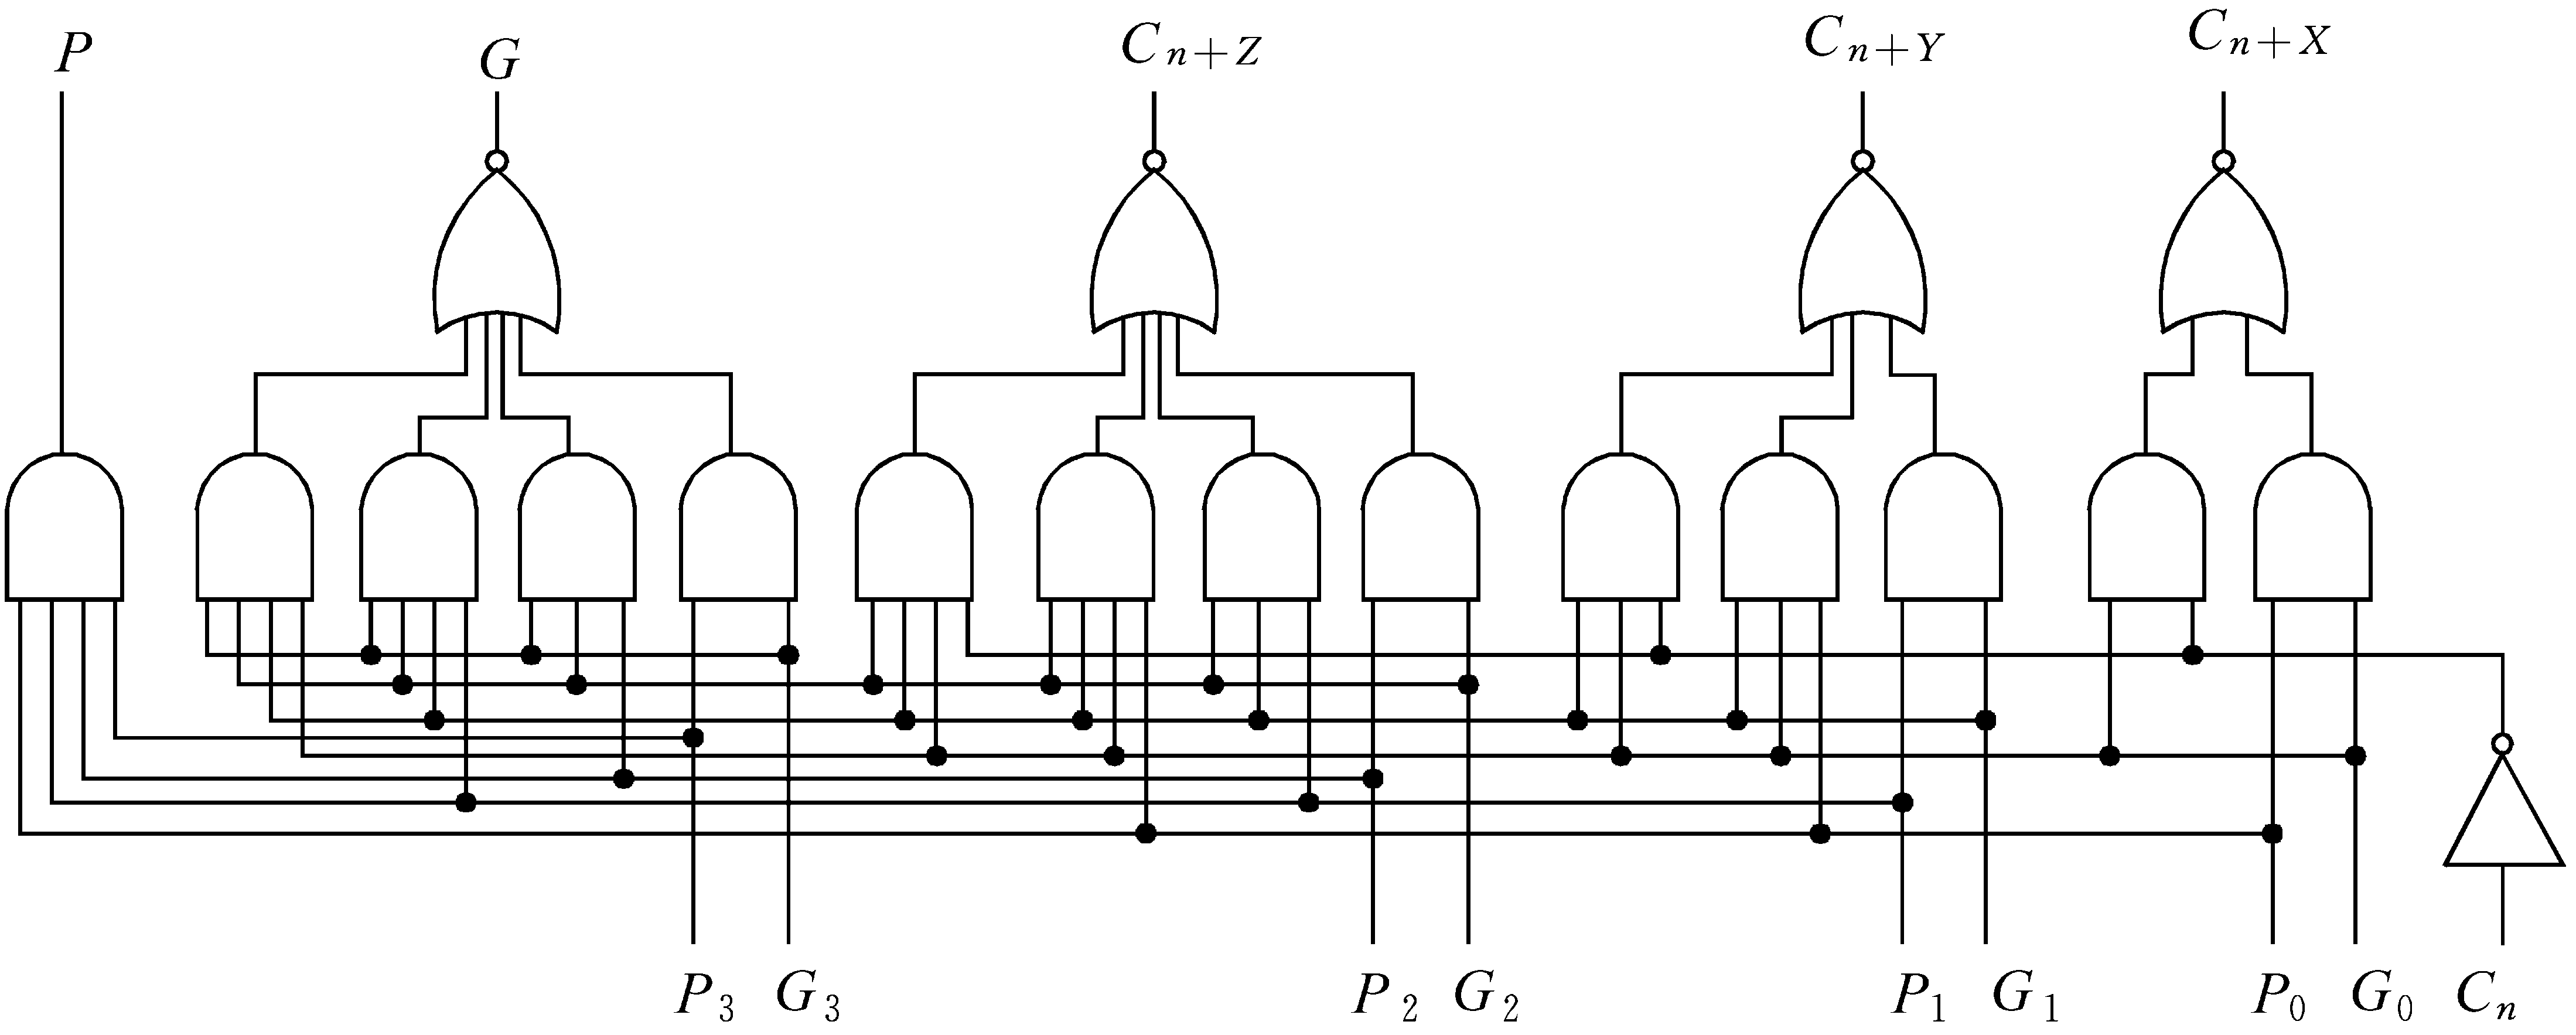 P G Cn+Z Cn+Y Cn+X
P3 G3 P2 G2 P1 G1 P0 G0 Cn